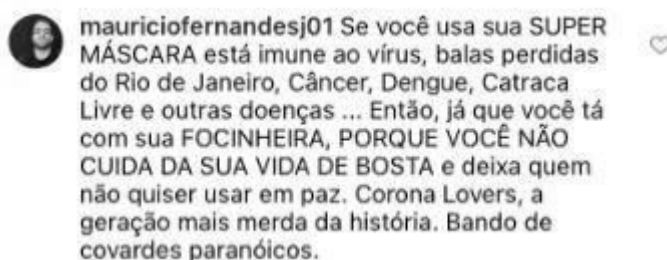 mauriciofernandesj01 Se você usa sua SUPER
MÁSCARA está imune ao vírus, balas perdidas
do Rio de Janeiro, Câncer, Dengue, Catraca
Livre e outras doenças ... Então, já que você tá
com sua FOCINHEIRA, PORQUE VOCÊ NÃO
CUIDA DA SUA VIDA DE BOSTA e deixa quem
não quiser usar em paz. Corona Lovers, a
geração mais merda da história. Bando de
covardes paranóicos.